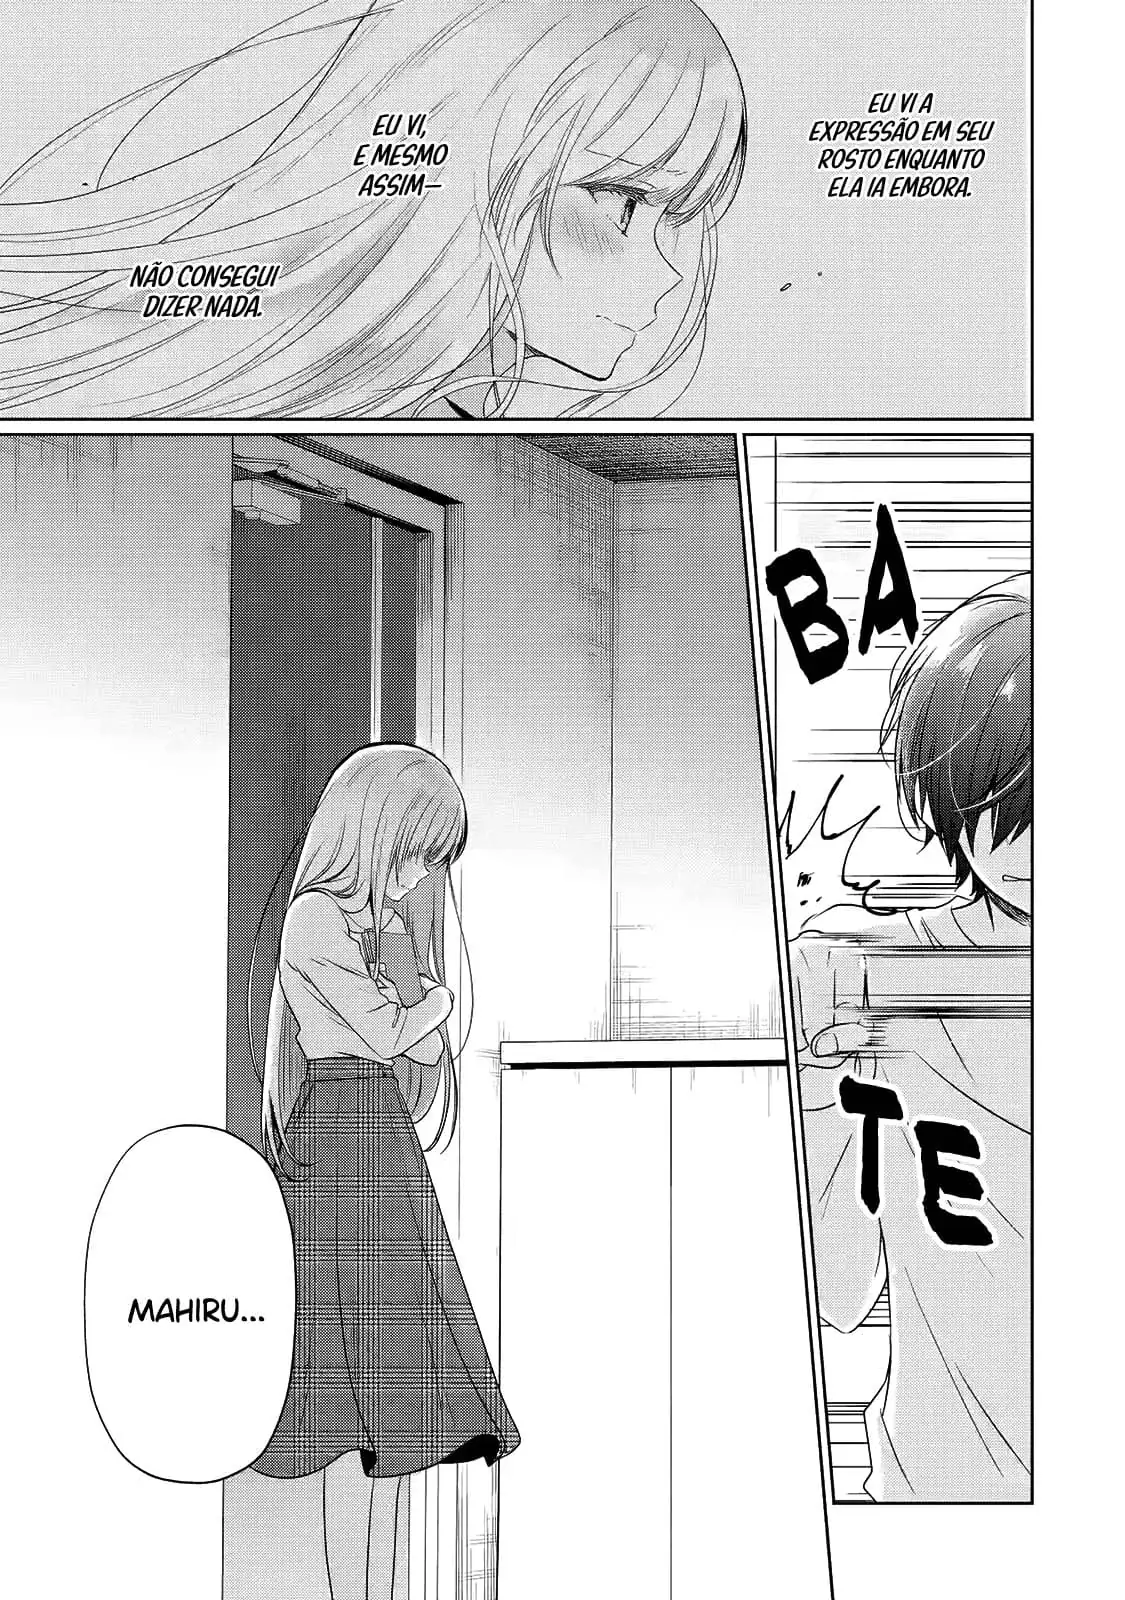 EU VI A
EXPRESSÃO EM SEU
ROSTO ENQUANTO
ELA IA EMBORA.
EU VI,
E MESMO
ASSIM—
NÃO CONSEGUI
DIZER NADA.
BA
TE
MAHIRU...